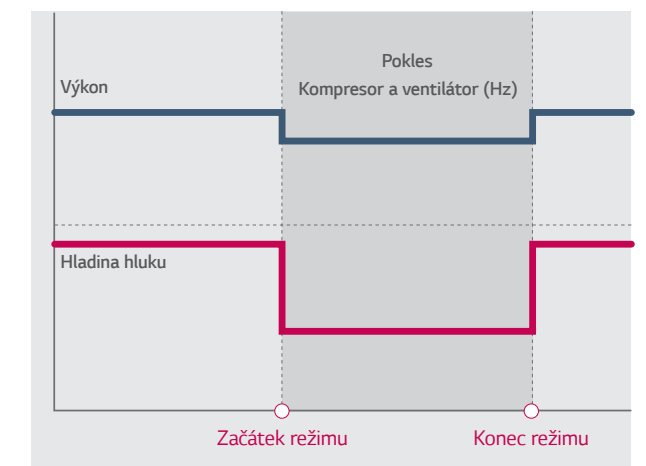 Pokles
Výkon
Kompresor a ventilátor (Hz)
Hladina hluku
Začátek režimu
Konec režimu